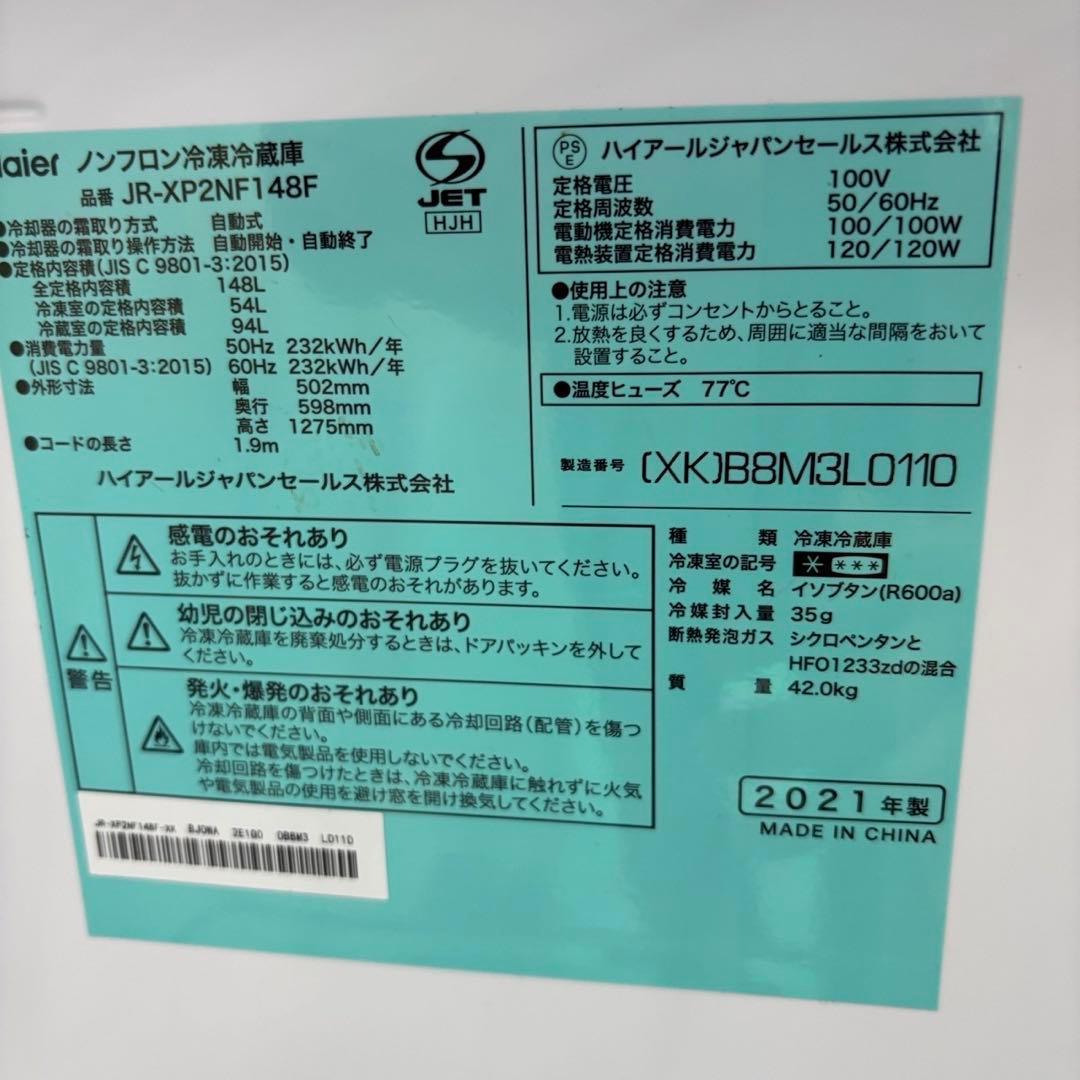 Haier ノンフロン冷凍冷蔵庫
品番 JR-XP2NF148F
JET
HJH
●冷却器の霜取り方式 自動式
●冷却器の霜取り操作方法 自動開始・自動終了
●定格内容積(JIS C 9801-3:2015)
全定格内容積 148L
冷凍室の定格内容積 54L
冷蔵室の定格内容積 94L
●消費電力量 50Hz 232kWh/年
(JIS C 9801-3:2015) 60Hz 232kWh/年
●外形寸法 幅 502mm
奥行 598mm
高さ 1275mm
●コードの長さ 1.9m
ハイアールジャパンセールス株式会社
PS
E
ハイアールジャパンセールス株式会社
定格電圧 100V
定格周波数 50/60Hz
電動機定格消費電力 100/100W
電熱装置定格消費電力 120/120W
●使用上の注意
1.電源は必ずコンセントからとること。
2.放熱を良くするため、周囲に適当な間隔をおいて
設置すること。
●温度ヒューズ 77℃
製造番号 (XK)B8M3L0110
警告
感電のおそれあり
お手入れのときには、必ず電源プラグを抜いてください。
抜かずに作業すると感電のおそれがあります。
幼児の閉じ込みのおそれあり
冷凍冷蔵庫を廃棄処分するときは、ドアパッキンを外して
ください。
発火・爆発のおそれあり
冷凍冷蔵庫の背面や側面にある冷却回路(配管)を傷つ
けないでください。
庫内では電気製品を使用しないでください。
冷却回路を傷つけたときは、冷凍冷蔵庫に触れずに火気
や電気製品の使用を避け窓を開け換気してください。
種類 冷凍冷蔵庫
冷凍室の記号 * ***
冷媒名 イソブタン(R600a)
冷媒封入量 35g
断熱発泡ガス シクロペンタンと
HFO1233zdの混合
質量 42.0kg
2021年製
MADE IN CHINA
JR-XP2NF148F-XK BJ0WA 2E1G0 0B8M3 L0110